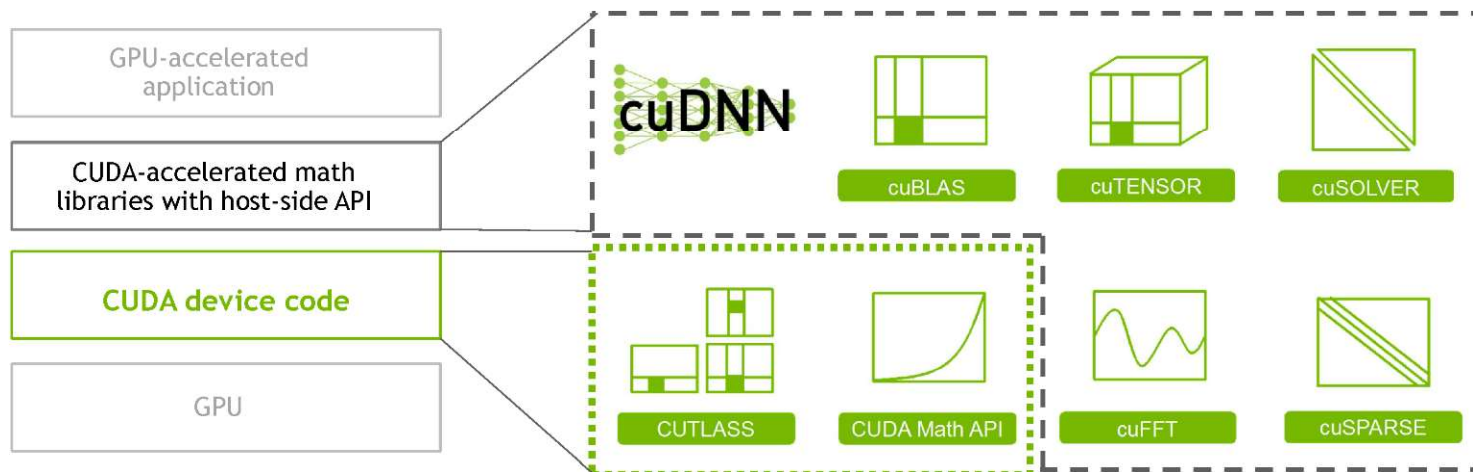 GPU-accelerated
application
CUDA-accelerated math
libraries with host-side API
CUDA device code
GPU
cuDNN
cuBLAS
cuTENSOR
cuSOLVER
CUTLASS
CUDA Math API
cuFFT
cuSPARSE